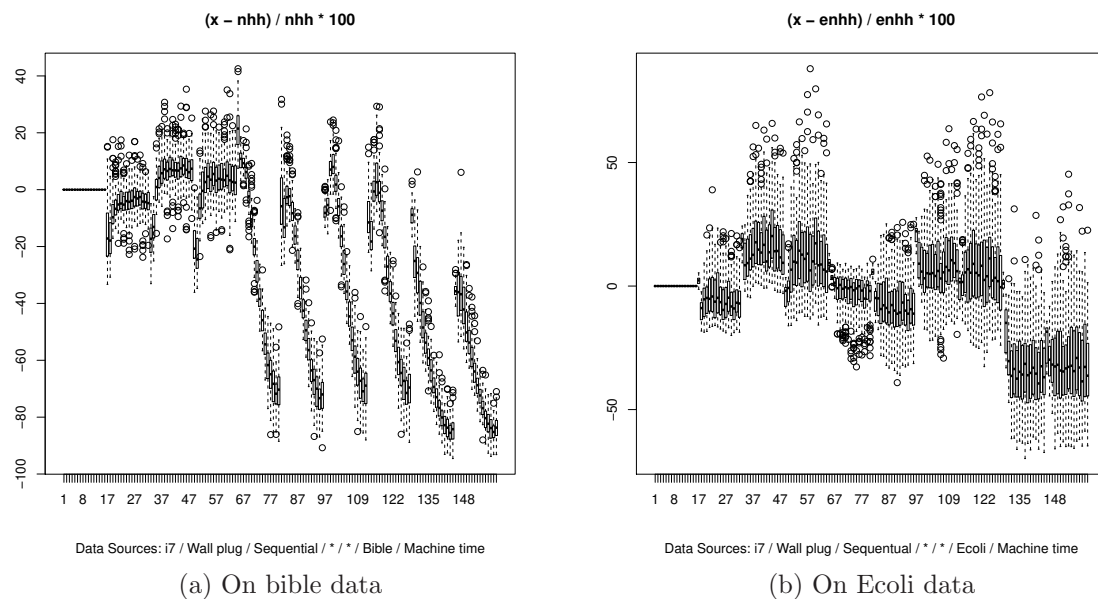 (x − nhh) / nhh * 100
40
20
0
−20
−40
−60
−80
−100
1 8 17 27 37 47 57 67 77 87 97 109 122 135 148
Data Sources: i7 / Wall plug / Sequential / * / * / Bible / Machine time
(a) On bible data
(x − enhh) / enhh * 100
50
0
−50
1 8 17 27 37 47 57 67 77 87 97 109 122 135 148
Data Sources: i7 / Wall plug / Sequentual / * / * / Ecoli / Machine time
(b) On Ecoli data